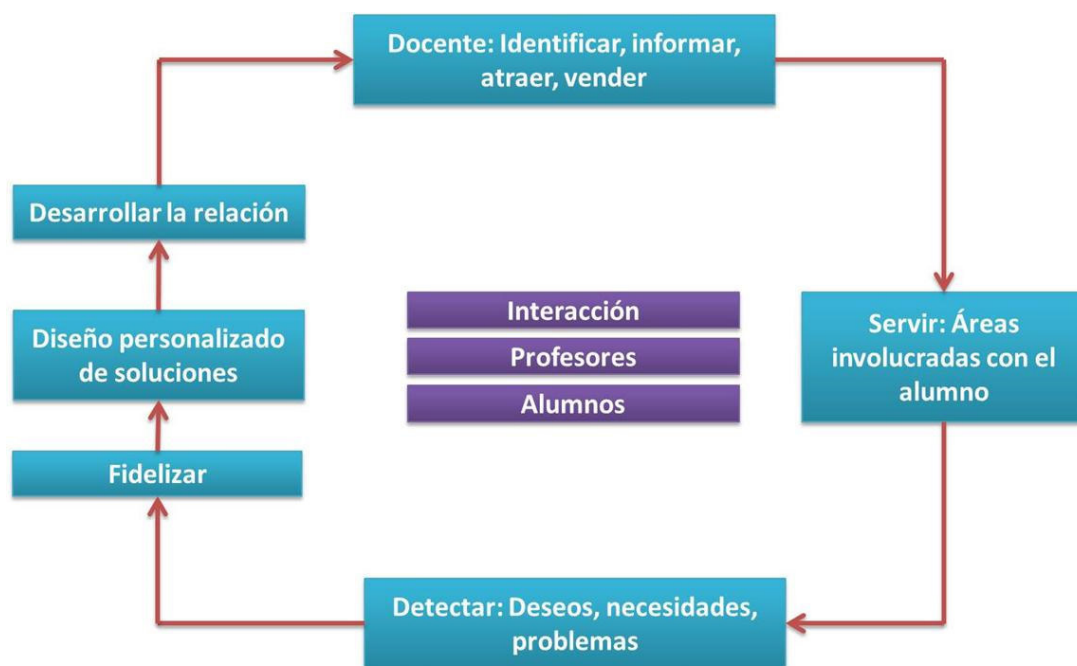 Docente: Identificar, informar,
atraer, vender
Desarrollar la relación
Diseño personalizado
de soluciones
Fidelizar
Interacción
Profesores
Alumnos
Servir: Áreas
involucradas con el
alumno
Detectar: Deseos, necesidades,
problemas